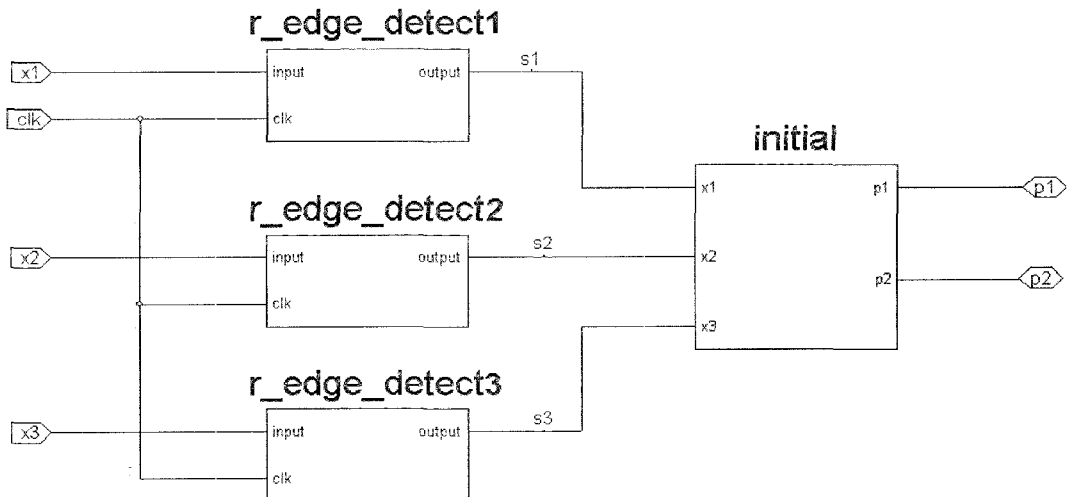 r_edge_detect1
x1
input
output
s1
clk
clk
initial
r_edge_detect2
x1
p1
p1
x2
input
output
s2
x2
p2
p2
clk
x3
r_edge_detect3
x3
input
output
s3
clk